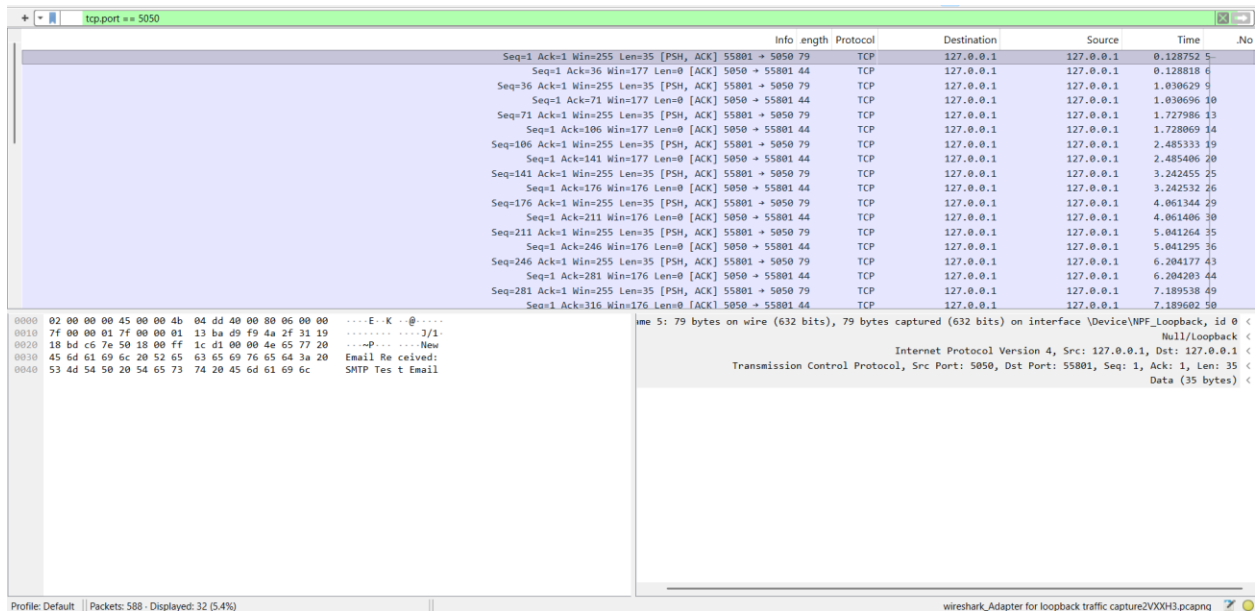 tcp.port == 5050
Info .ength Protocol Destination Source Time .No
Seq=1 Ack=1 Win=255 Len=35 [PSH, ACK] 55801 → 5050 79 TCP 127.0.0.1 127.0.0.1 0.128752 5
Seq=1 Ack=36 Win=177 Len=0 [ACK] 5050 → 55801 44 TCP 127.0.0.1 127.0.0.1 0.128818 6
Seq=36 Ack=1 Win=255 Len=35 [PSH, ACK] 55801 → 5050 79 TCP 127.0.0.1 127.0.0.1 1.030629 9
Seq=1 Ack=71 Win=177 Len=0 [ACK] 5050 → 55801 44 TCP 127.0.0.1 127.0.0.1 1.030696 10
Seq=71 Ack=1 Win=255 Len=35 [PSH, ACK] 55801 → 5050 79 TCP 127.0.0.1 127.0.0.1 1.727986 13
Seq=1 Ack=106 Win=177 Len=0 [ACK] 5050 → 55801 44 TCP 127.0.0.1 127.0.0.1 1.728069 14
Seq=106 Ack=1 Win=255 Len=35 [PSH, ACK] 55801 → 5050 79 TCP 127.0.0.1 127.0.0.1 2.485333 19
Seq=1 Ack=141 Win=177 Len=0 [ACK] 5050 → 55801 44 TCP 127.0.0.1 127.0.0.1 2.485406 20
Seq=141 Ack=1 Win=255 Len=35 [PSH, ACK] 55801 → 5050 79 TCP 127.0.0.1 127.0.0.1 3.242455 25
Seq=1 Ack=176 Win=176 Len=0 [ACK] 5050 → 55801 44 TCP 127.0.0.1 127.0.0.1 3.242532 26
Seq=176 Ack=1 Win=255 Len=35 [PSH, ACK] 55801 → 5050 79 TCP 127.0.0.1 127.0.0.1 4.061344 29
Seq=1 Ack=211 Win=176 Len=0 [ACK] 5050 → 55801 44 TCP 127.0.0.1 127.0.0.1 4.061406 30
Seq=211 Ack=1 Win=255 Len=35 [PSH, ACK] 55801 → 5050 79 TCP 127.0.0.1 127.0.0.1 5.041264 35
Seq=1 Ack=246 Win=176 Len=0 [ACK] 5050 → 55801 44 TCP 127.0.0.1 127.0.0.1 5.041295 36
Seq=246 Ack=1 Win=255 Len=35 [PSH, ACK] 55801 → 5050 79 TCP 127.0.0.1 127.0.0.1 6.204177 43
Seq=1 Ack=281 Win=176 Len=0 [ACK] 5050 → 55801 44 TCP 127.0.0.1 127.0.0.1 6.204203 44
Seq=281 Ack=1 Win=255 Len=35 [PSH, ACK] 55801 → 5050 79 TCP 127.0.0.1 127.0.0.1 7.189538 49
Seq=1 Ack=316 Win=176 Len=0 [ACK] 5050 → 55801 44 TCP 127.0.0.1 127.0.0.1 7.189602 50
0000 02 00 00 00 45 00 00 4b 04 dd 40 00 80 06 00 00 ····E··K ··@·····
0010 7f 00 00 01 7f 00 00 01 13 ba d9 f9 4a 2f 31 19 ········ ····J/1·
0020 18 bd c6 7e 50 18 00 ff 1c d1 00 00 4e 65 77 20 ···~P··· ····New
0030 45 6d 61 69 6c 20 52 65 63 65 69 76 65 64 3a 20 Email Re ceived:
0040 53 4d 54 50 20 54 65 73 74 20 45 6d 61 69 6c SMTP Tes t Email
me 5: 79 bytes on wire (632 bits), 79 bytes captured (632 bits) on interface \Device\NPF_Loopback, id 0 <
Null/Loopback <
Internet Protocol Version 4, Src: 127.0.0.1, Dst: 127.0.0.1 <
Transmission Control Protocol, Src Port: 5050, Dst Port: 55801, Seq: 1, Ack: 1, Len: 35 <
Data (35 bytes) <
Profile: Default Packets: 588 · Displayed: 32 (5.4%) wireshark_Adapter for loopback traffic capture2VXXH3.pcapng